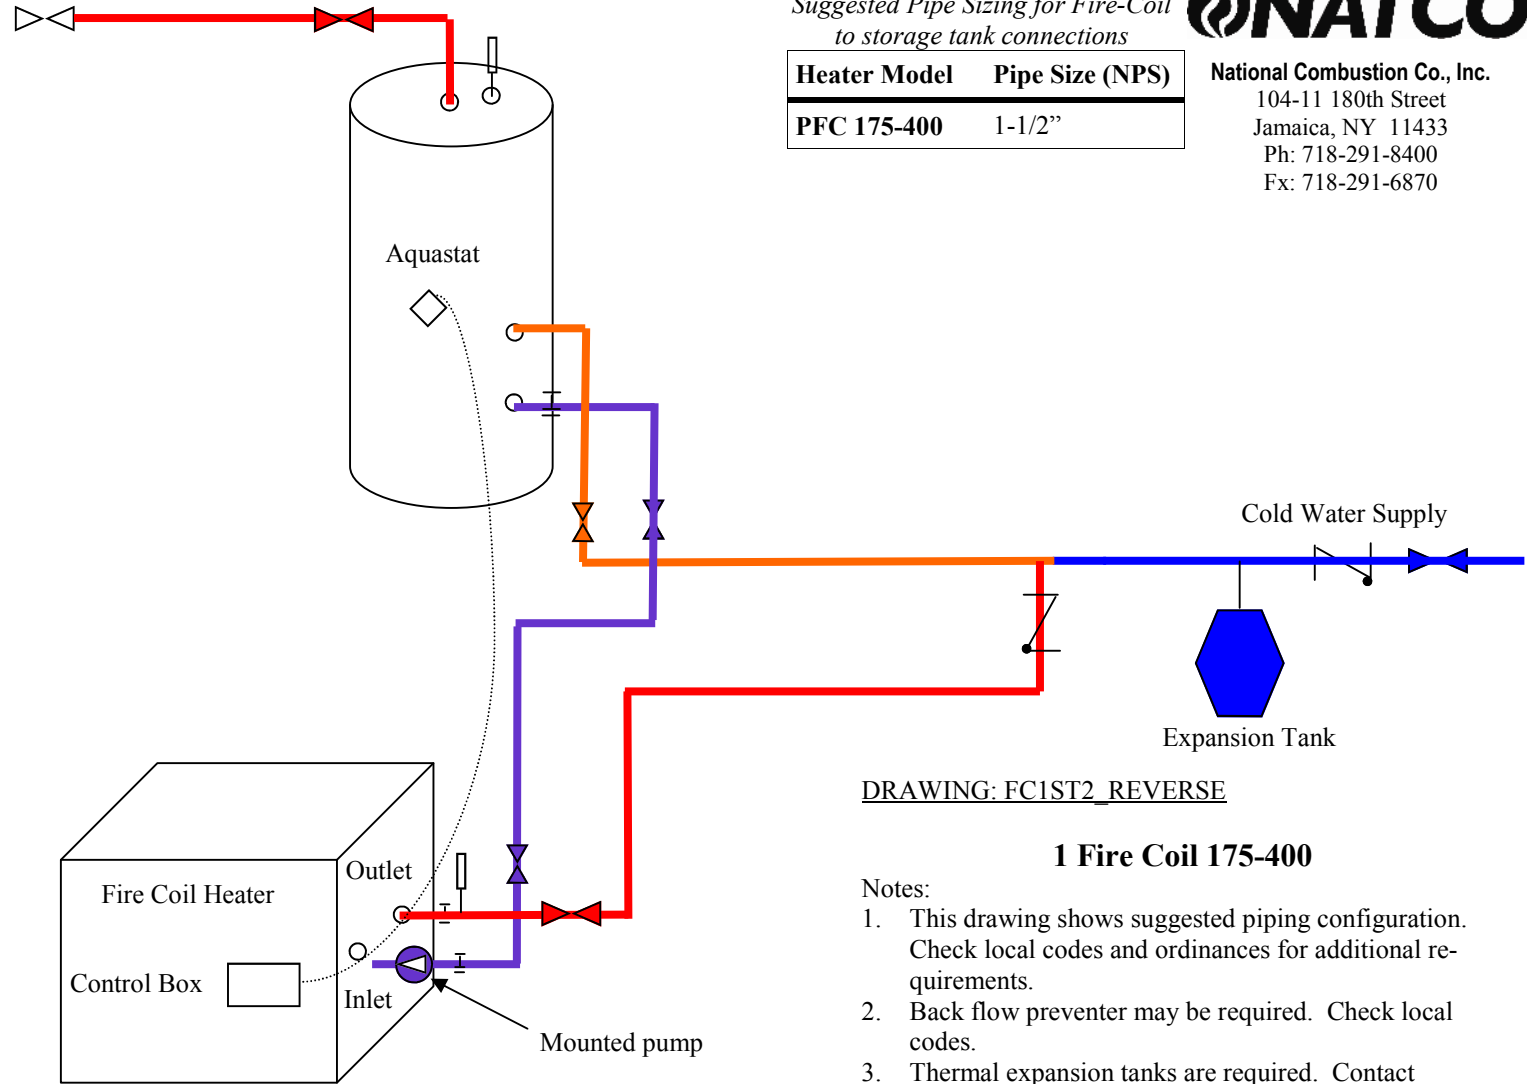 Suggested Pipe Sizing for Fire-Coil
to storage tank connections
Heater Model Pipe Size (NPS)
PFC 175-400 1-1/2”
NATCO
National Combustion Co., Inc.
104-11 180th Street
Jamaica, NY 11433
Ph: 718-291-8400
Fx: 718-291-6870
Aquastat
Cold Water Supply
Expansion Tank
Outlet
Fire Coil Heater
Control Box
Inlet
Mounted pump
DRAWING: FC1ST2_REVERSE
1 Fire Coil 175-400
Notes:
1. This drawing shows suggested piping configuration.
Check local codes and ordinances for additional re-
quirements.
2. Back flow preventer may be required. Check local
codes.
3. Thermal expansion tanks are required. Contact